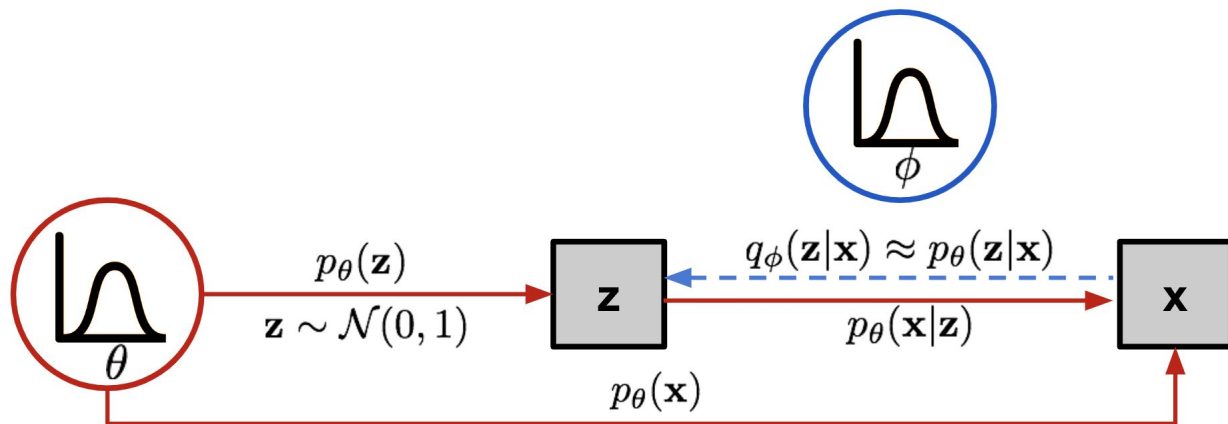 ϕ
q_ϕ(𝐳|𝐱) ≈ p_θ(𝐳|𝐱)
p_θ(𝐳)
z
x
𝐳 ∼ 𝒩(0, 1)
p_θ(𝐱|𝐳)
θ
p_θ(𝐱)